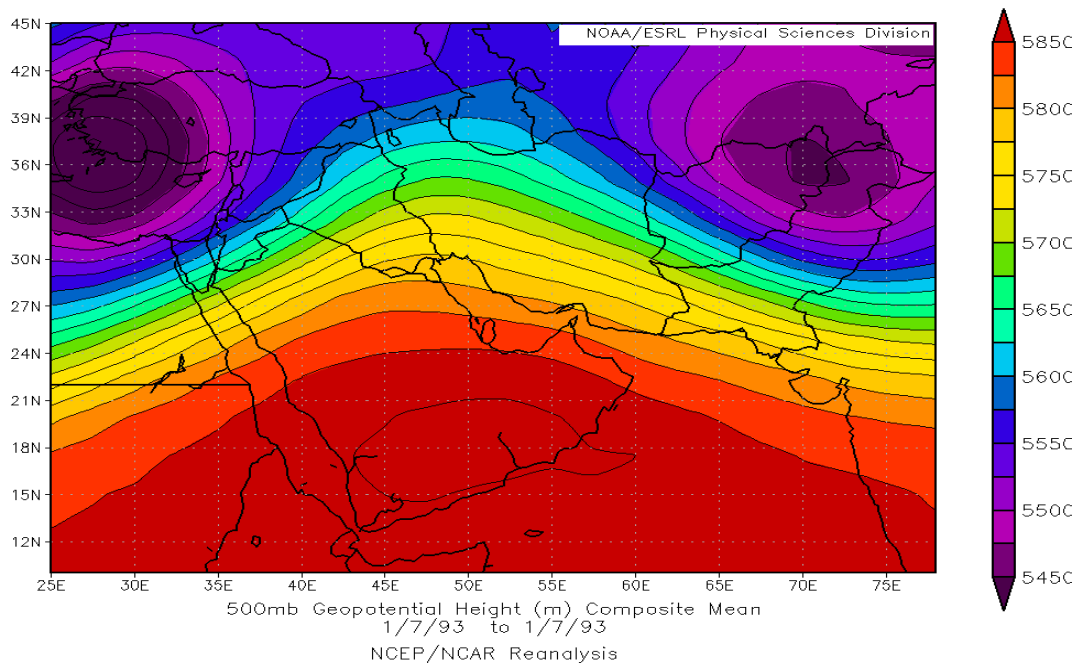 NOAA/ESRL Physical Sciences Division
45N
42N
39N
36N
33N
30N
27N
24N
21N
18N
15N
12N
25E 30E 35E 40E 45E 50E 55E 60E 65E 70E 75E
5850
5800
5750
5700
5650
5600
5550
5500
5450
500mb Geopotential Height (m) Composite Mean
1/7/93 to 1/7/93
NCEP/NCAR Reanalysis